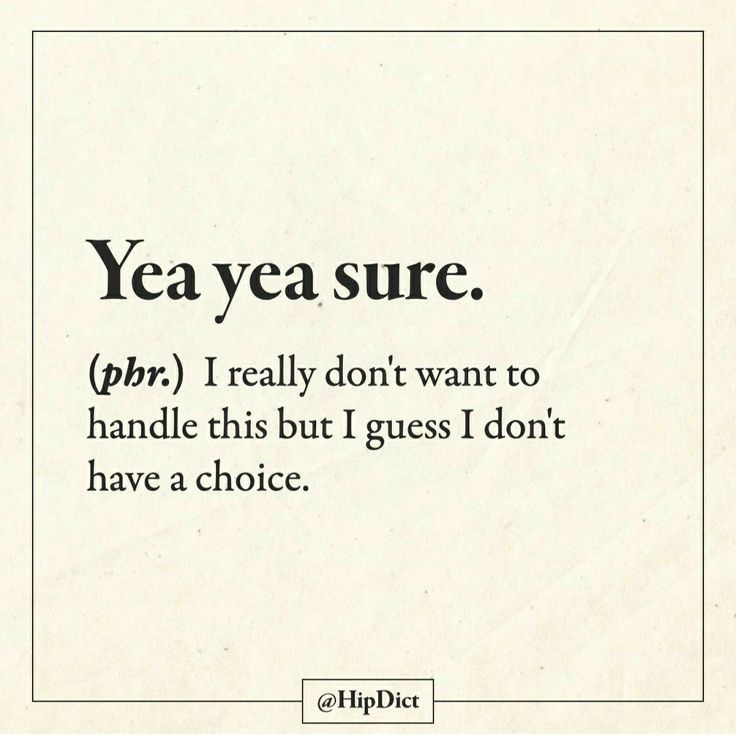 Yea yea sure.
(phr.) I really don't want to
handle this but I guess I don't
have a choice.
@HipDict